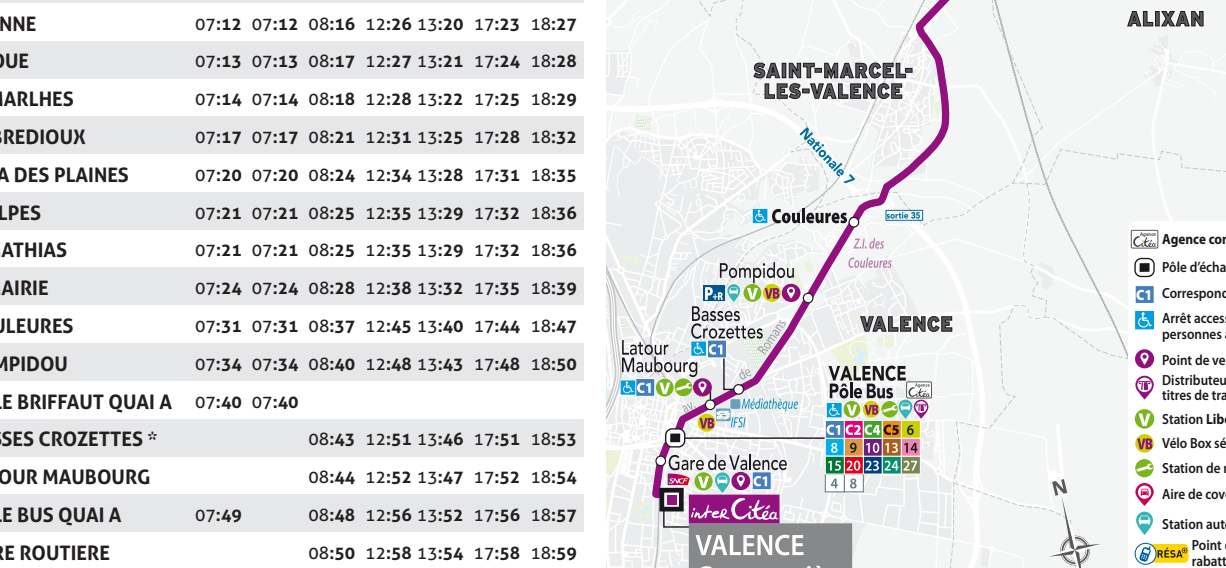 ENNE 07:12 07:12 08:16 12:26 13:20 17:23 18:27
OUE 07:13 07:13 08:17 12:27 13:21 17:24 18:28
MARLHES 07:14 07:14 08:18 12:28 13:22 17:25 18:29
BREDIOUX 07:17 07:17 08:21 12:31 13:25 17:28 18:32
A DES PLAINES 07:20 07:20 08:24 12:34 13:28 17:31 18:35
LPES 07:21 07:21 08:25 12:35 13:29 17:32 18:36
MATHIAS 07:21 07:21 08:25 12:35 13:29 17:32 18:36
MAIRIE 07:24 07:24 08:28 12:38 13:32 17:35 18:39
ULEURES 07:31 07:31 08:37 12:45 13:40 17:44 18:47
MPIDOU 07:34 07:34 08:40 12:48 13:43 17:48 18:50
LE BRIFFAUT QUAI A 07:40 07:40
SSES CROZETTES * 08:43 12:51 13:46 17:51 18:53
TOUR MAUBOURG 08:44 12:52 13:47 17:52 18:54
LE BUS QUAI A 07:49 08:48 12:56 13:52 17:56 18:57
RE ROUTIERE 08:50 12:58 13:54 17:58 18:59
ALIXAN
SAINT-MARCEL-
LES-VALENCE
Nationale 7
Couleures
sortie 35
Z.I. des
Couleures
Pompidou
P+R V VB
Basses
Crozettes
C1
Latour
Maubourg
C1 V
av. de Romans
VALENCE
Médiathèque
VB IFSI
VALENCE
Pôle Bus
Agence Citéa
V VB
C1 C2 C4 C5 6
8 9 10 13 14
15 20 23 24 27
4 8
Gare de Valence
SNCF V C1
inter Citéa
VALENCE
N
Agence Citéa Agence con
Pôle d'écha
C1 Correspond
Arrêt access
personnes à
Point de ve
Distributeu
titres de tra
V Station Libé
VB Vélo Box sé
Station de r
Aire de cov
Station auto
RÉSA Point d
rabatt